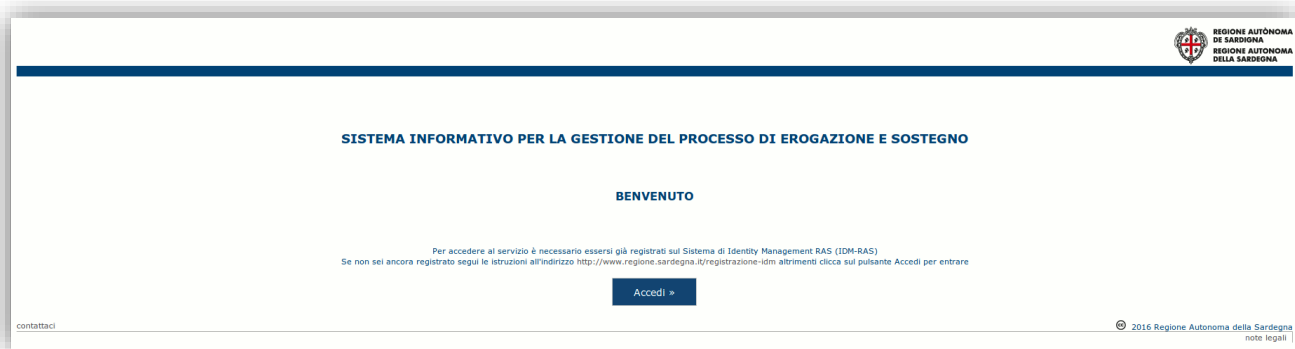 REGIONE AUTÒNOMA
DE SARDIGNA
REGIONE AUTONOMA
DELLA SARDEGNA
SISTEMA INFORMATIVO PER LA GESTIONE DEL PROCESSO DI EROGAZIONE E SOSTEGNO
BENVENUTO
Per accedere al servizio è necessario essersi già registrati sul Sistema di Identity Management RAS (IDM-RAS)
Se non sei ancora registrato segui le istruzioni all'indirizzo http://www.regione.sardegna.it/registrazione-idm altrimenti clicca sul pulsante Accedi per entrare
Accedi »
contattaci
🄯 2016 Regione Autonoma della Sardegna
note legali